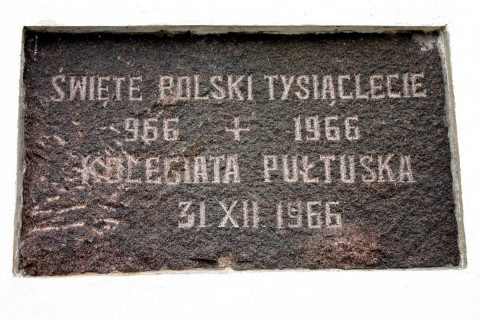 ŚWIĘTE POLSKI TYSIĄCLECIE
966 + 1966
KOLEGIATA PUŁTUSKA
31 XII 1966